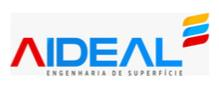 AIDEAL
ENGENHARIA DE SUPERFÍCIE